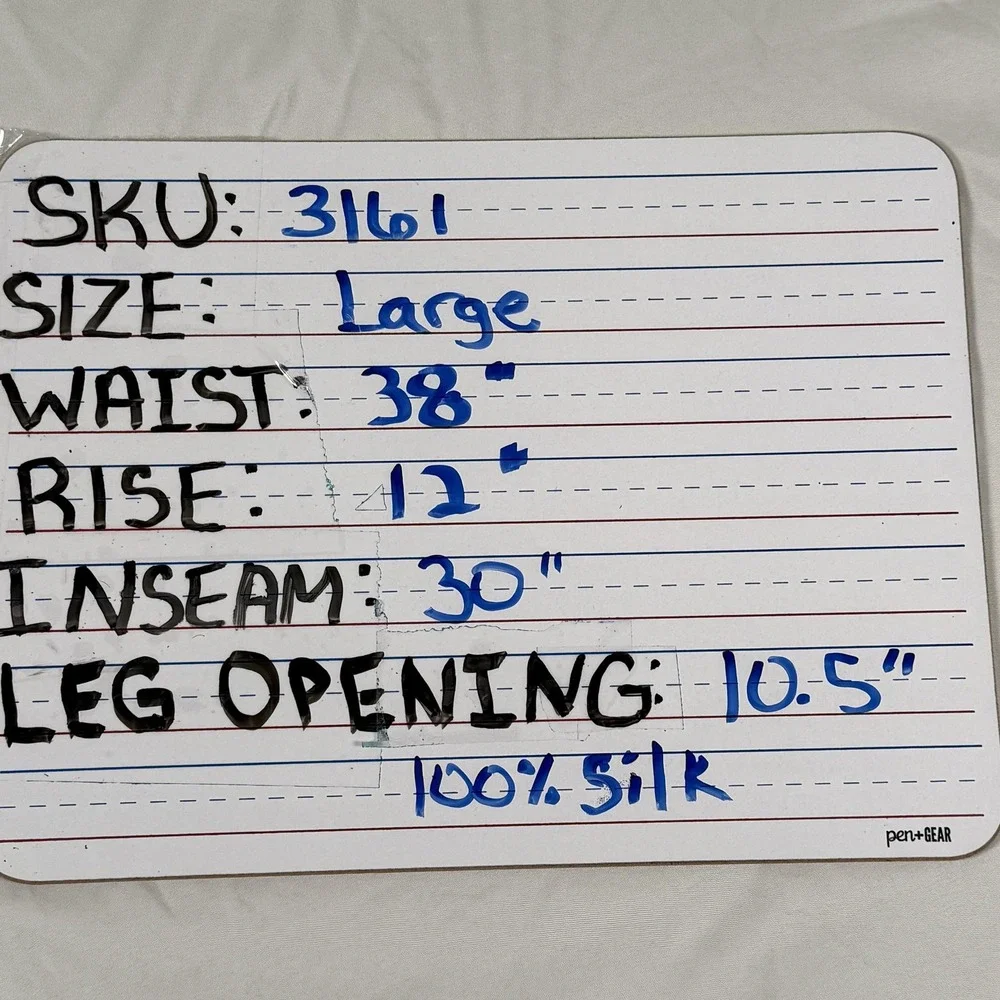 SKU: 3161
SIZE: Large
WAIST: 38"
RISE: 12"
INSEAM: 30"
LEG OPENING: 10.5"
100% Silk
pen+GEAR